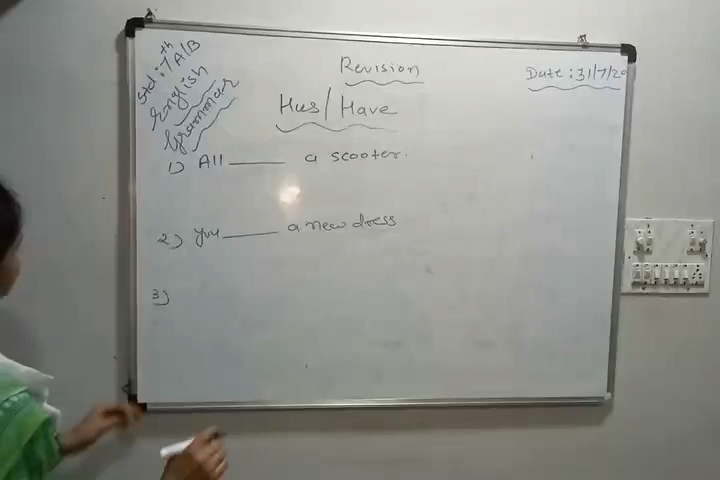 Std : 7th A/B
English
Grammar
Revision
Date : 31/7/20
Has/Have
1) All ____ a scooter.
2) you ____ a new dress
3)